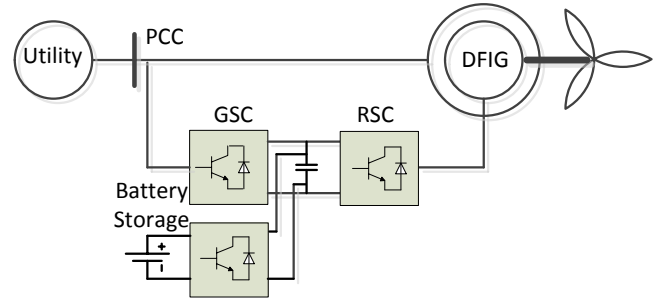 PCC
Utility
DFIG
GSC
RSC
Battery
Storage
+
-